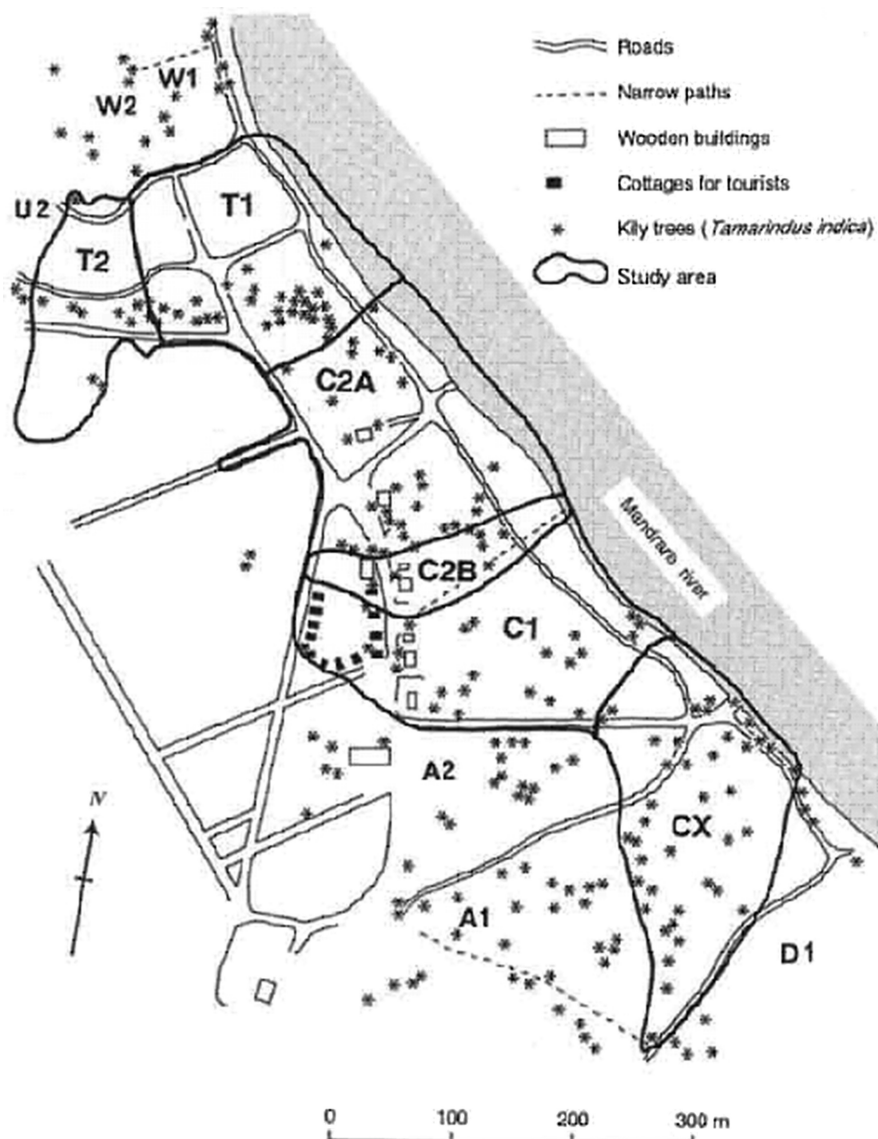 Roads
Narrow paths
Wooden buildings
Cottages for tourists
Kily trees (Tamarindus indica)
Study area
W1
W2
U2
T1
T2
C2A
Mandrare river
C2B
C1
A2
N
CX
A1
D1
0 100 200 300 m